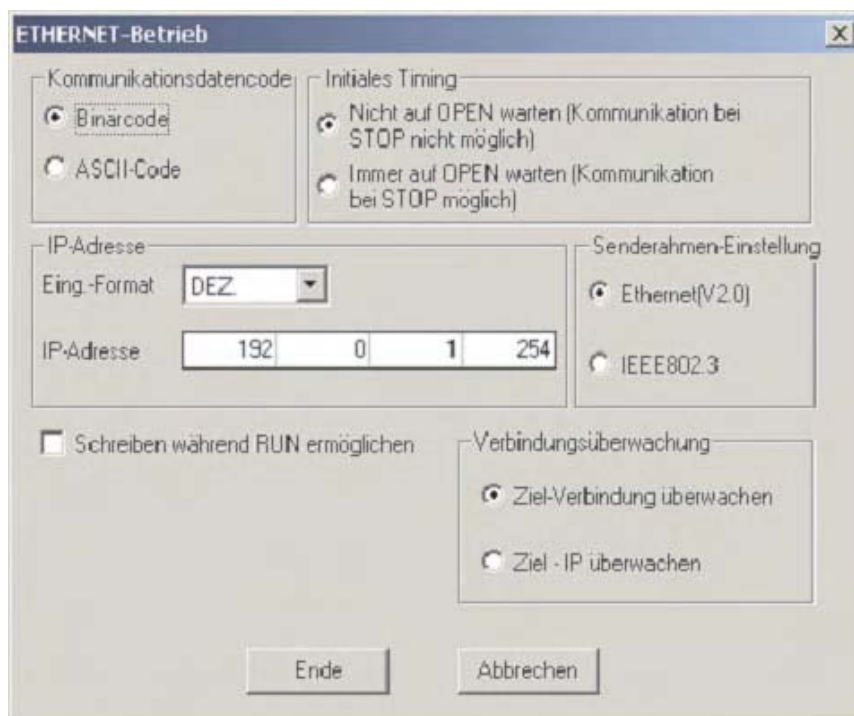 ETHERNET-Betrieb
Kommunikationsdatencode
Binärcode
ASCII-Code
Initiales Timing
Nicht auf OPEN warten (Kommunikation bei
STOP nicht möglich)
Immer auf OPEN warten (Kommunikation
bei STOP möglich)
IP-Adresse
Eing.-Format
DEZ.
IP-Adresse
192 0 1 254
Senderahmen-Einstellung
Ethernet(V2.0)
IEEE802.3
Schreiben während RUN ermöglichen
Verbindungsüberwachung
Ziel-Verbindung überwachen
Ziel - IP überwachen
Ende
Abbrechen